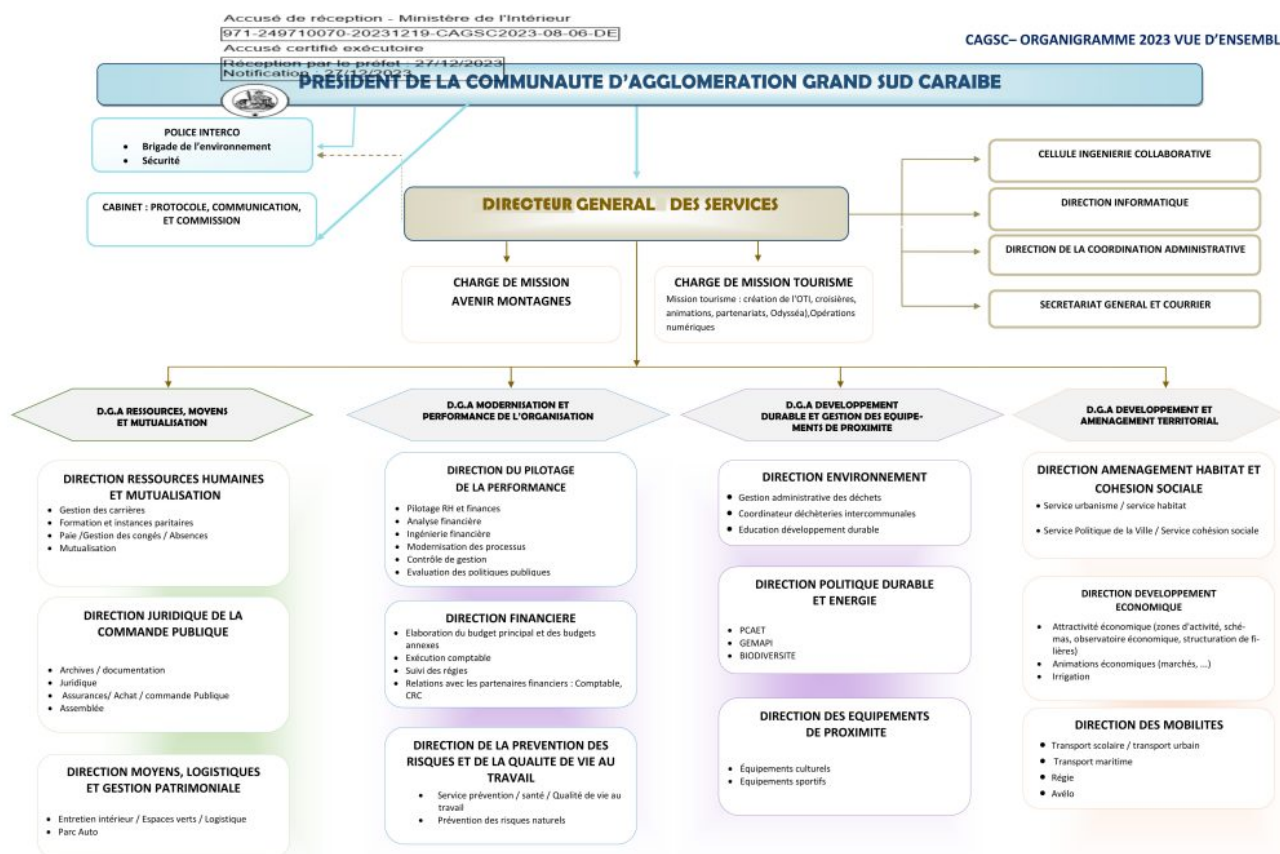 Accusé de réception - Ministère de l'Intérieur
971-249710070-20231219-CAGSC2023-08-06-DE
Accusé certifié exécutoire
Réception par le préfet : 27/12/2023
Notification : 27/12/2023
CAGSC– ORGANIGRAMME 2023 VUE D'ENSEMBL
PRESIDENT DE LA COMMUNAUTE D'AGGLOMERATION GRAND SUD CARAIBE
POLICE INTERCO
• Brigade de l'environnement
• Sécurité
CABINET : PROTOCOLE, COMMUNICATION,
ET COMMISSION
DIRECTEUR GENERAL DES SERVICES
CELLULE INGENIERIE COLLABORATIVE
DIRECTION INFORMATIQUE
DIRECTION DE LA COORDINATION ADMINISTRATIVE
SECRETARIAT GENERAL ET COURRIER
CHARGE DE MISSION
AVENIR MONTAGNES
CHARGE DE MISSION TOURISME
Mission tourisme : création de l'OTI, croisières,
animations, partenariats, Odysséa),Opérations
numériques
D.G.A RESSOURCES, MOYENS
ET MUTUALISATION
DIRECTION RESSOURCES HUMAINES
ET MUTUALISATION
• Gestion des carrières
• Formation et instances paritaires
• Paie /Gestion des congés / Absences
• Mutualisation
DIRECTION JURIDIQUE DE LA
COMMANDE PUBLIQUE
• Archives / documentation
• Juridique
• Assurances/ Achat / commande Publique
• Assemblée
DIRECTION MOYENS, LOGISTIQUES
ET GESTION PATRIMONIALE
• Entretien intérieur / Espaces verts / Logistique
• Parc Auto
D.G.A MODERNISATION ET
PERFORMANCE DE L'ORGANISATION
DIRECTION DU PILOTAGE
DE LA PERFORMANCE
• Pilotage RH et finances
• Analyse financière
• Ingénierie financière
• Modernisation des processus
• Contrôle de gestion
• Evaluation des politiques publiques
DIRECTION FINANCIERE
• Elaboration du budget principal et des budgets
annexes
• Exécution comptable
• Suivi des régies
• Relations avec les partenaires financiers : Comptable,
CRC
DIRECTION DE LA PREVENTION DES
RISQUES ET DE LA QUALITE DE VIE AU
TRAVAIL
• Service prévention / santé / Qualité de vie au
travail
• Prévention des risques naturels
D.G.A DEVELOPPEMENT
DURABLE ET GESTION DES EQUIPE-
MENTS DE PROXIMITE
DIRECTION ENVIRONNEMENT
• Gestion administrative des déchets
• Coordinateur déchèteries intercommunales
• Education développement durable
DIRECTION POLITIQUE DURABLE
ET ENERGIE
• PCAET
• GEMAPI
• BIODIVERSITE
DIRECTION DES EQUIPEMENTS
DE PROXIMITE
• Équipements culturels
• Equipements sportifs
D.G.A DEVELOPPEMENT ET
AMENAGEMENT TERRITORIAL
DIRECTION AMENAGEMENT HABITAT ET
COHESION SOCIALE
• Service urbanisme / service habitat
• Service Politique de la Ville / Service cohèsion sociale
DIRECTION DEVELOPPEMENT
ECONOMIQUE
• Attractivité économique (zones d'activité, sché-
mas, observatoire économique, structuration de fi-
lières)
• Animations économiques (marchés, ...)
• Irrigation
DIRECTION DES MOBILITES
• Transport scolaire / transport urbain
• Transport maritime
• Régie
• Avélo